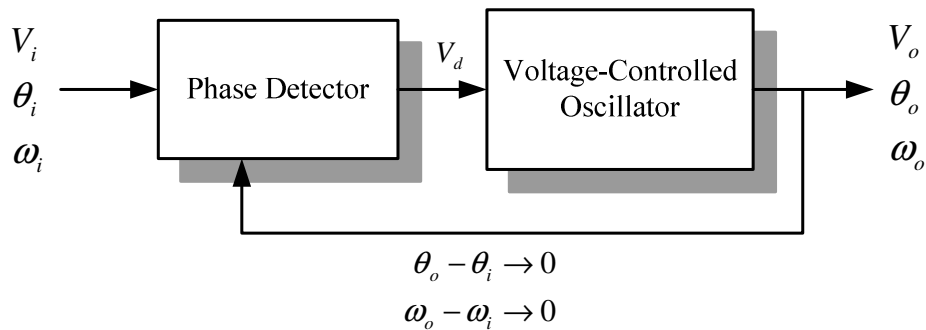 V_i
θ_i
ω_i
Phase Detector
V_d
Voltage-Controlled
Oscillator
V_o
θ_o
ω_o
θ_o − θ_i → 0
ω_o − ω_i → 0